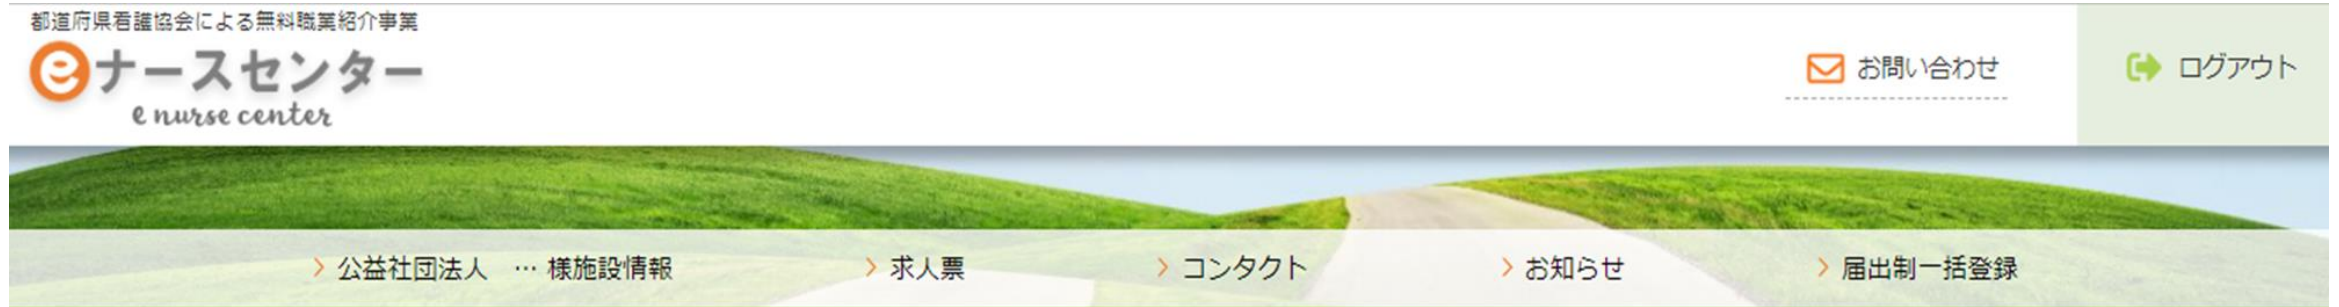 都道府県看護協会による無料職業紹介事業
eナースセンター
e nurse center
お問い合わせ
ログアウト
公益社団法人 … 様施設情報
求人票
コンタクト
お知らせ
届出制一括登録